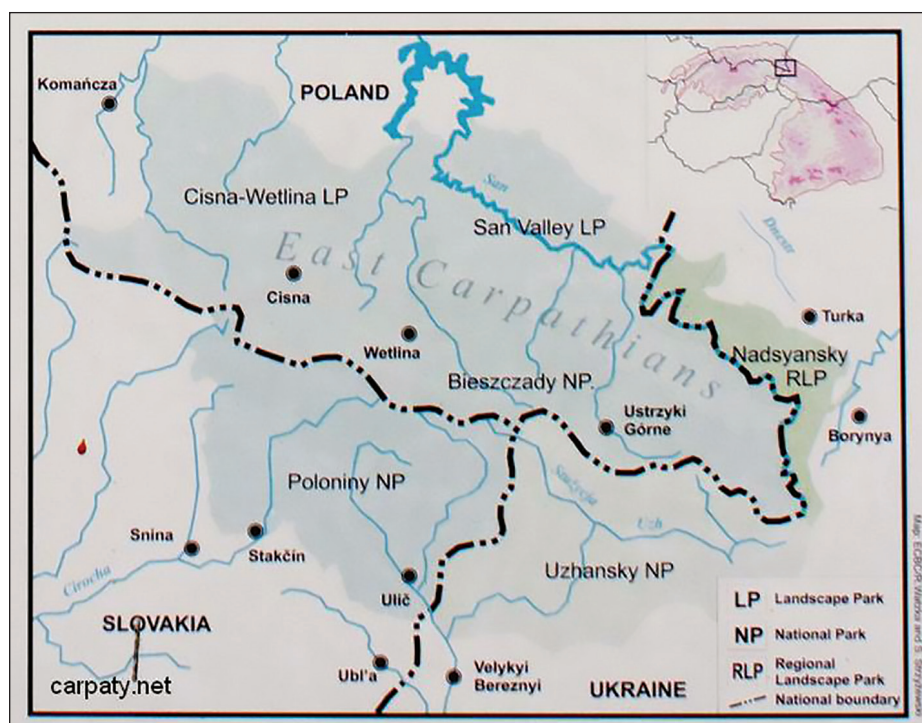 Komańcza
POLAND
Cisna-Wetlina LP
San
San Valley LP
Dnestr
East Carpathians
Cisna
Turka
Wetlina
Nadsyansky
RLP
Bieszczady NP.
Ustrzyki
Górne
Borynya
Poloniny NP
Uzh
Snina
Stakčín
Cirocha
Ulič
Uzhansky NP
SLOVAKIA
Ubľa
Velykyi
Bereznyi
UKRAINE
carpaty.net
LP Landscape Park
NP National Park
RLP Regional
Landscape Park
National boundary